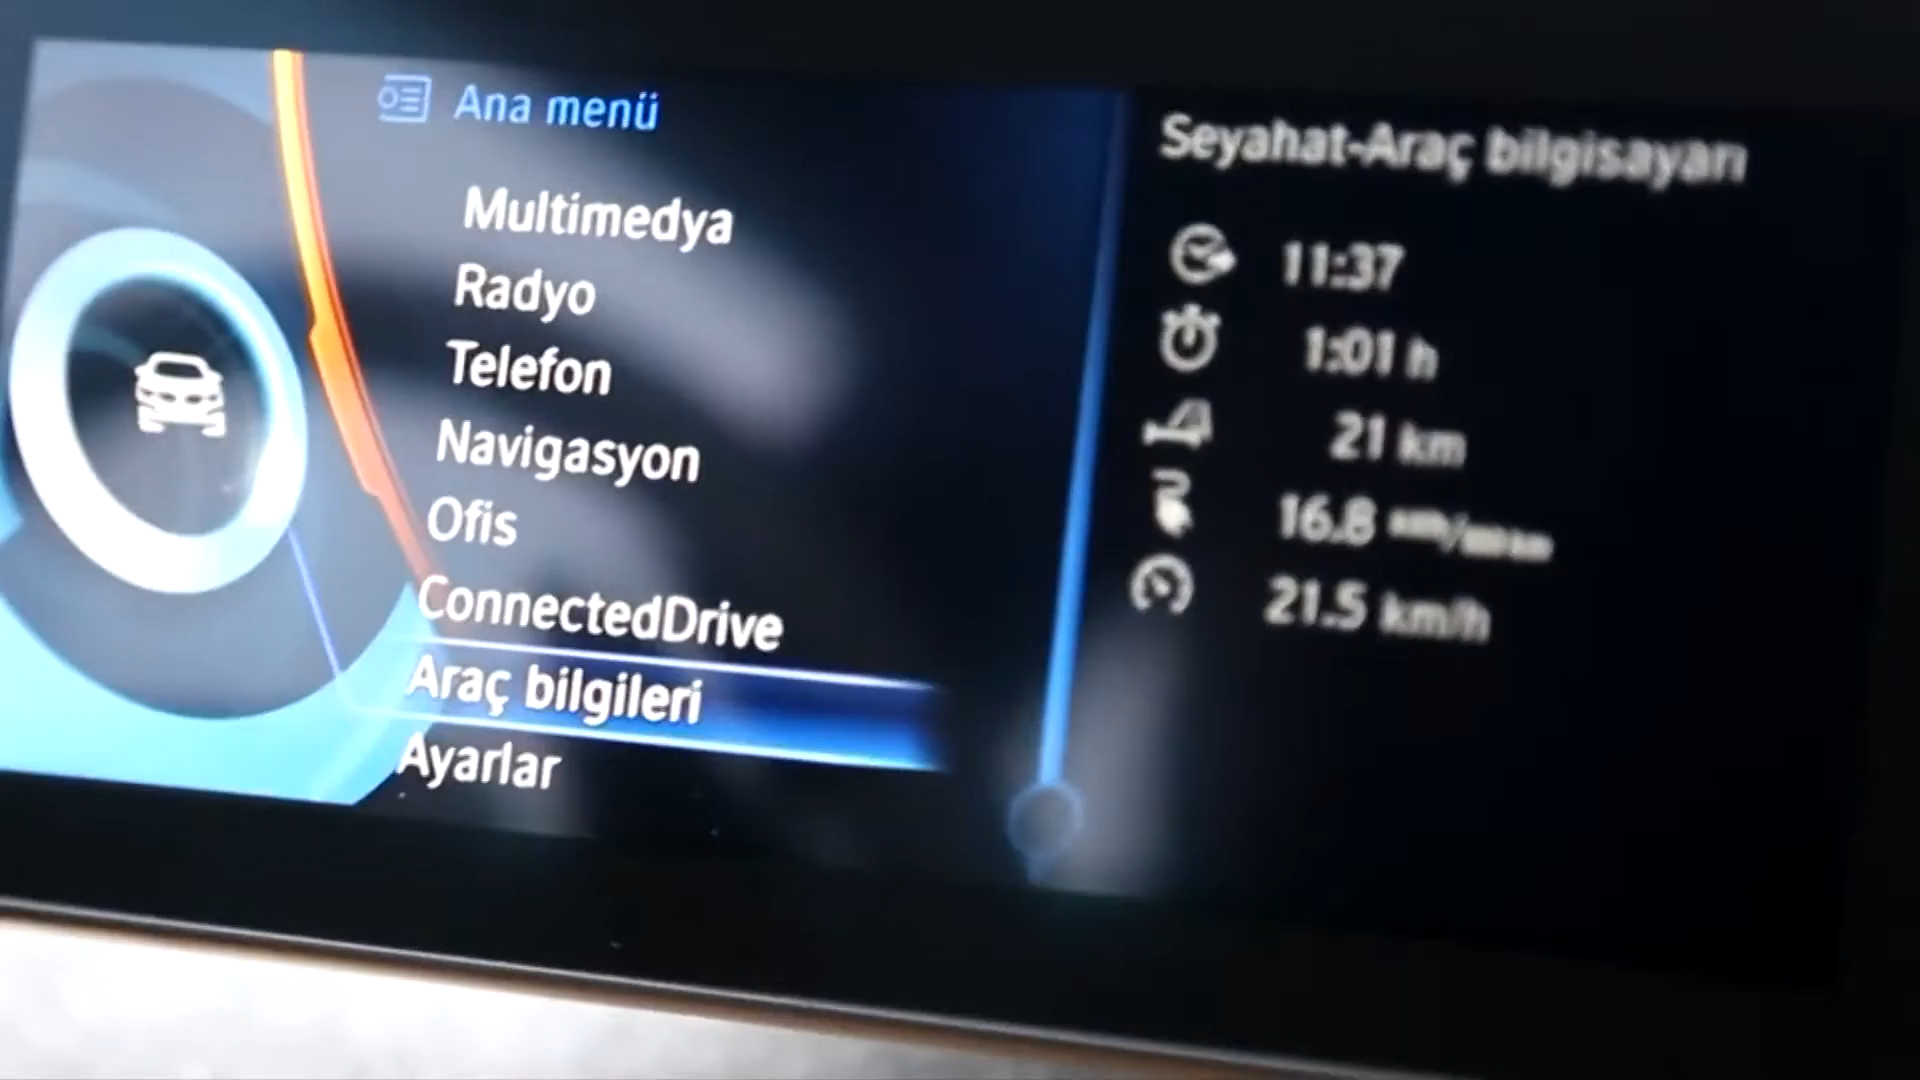 Ana menü
Multimedya
Radyo
Telefon
Navigasyon
Ofis
ConnectedDrive
Araç bilgileri
Ayarlar
Seyahat-Araç bilgisayarı
11:37
1:01 h
21 km
16.8
21.5 km/h